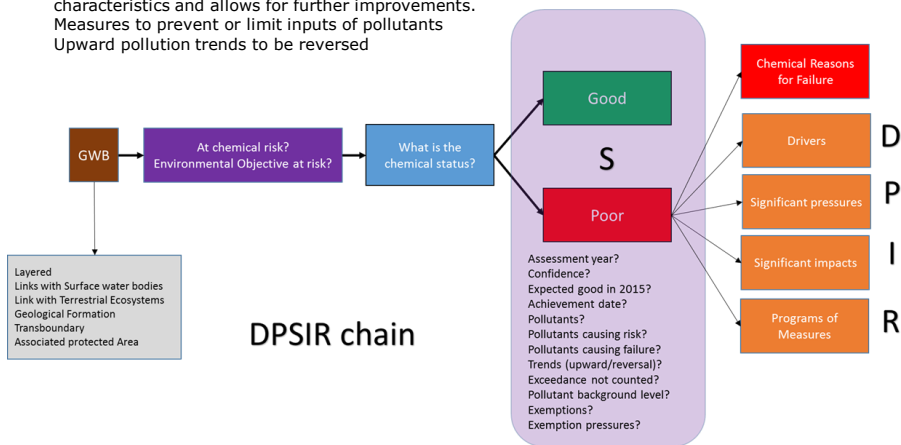 characteristics and allows for further improvements.
Measures to prevent or limit inputs of pollutants
Upward pollution trends to be reversed
GWB
At chemical risk?
Environmental Objective at risk?
What is the
chemical status?
Good
S
Poor
Chemical Reasons
for Failure
Drivers
D
Significant pressures
P
Significant impacts
I
Programs of
Measures
R
Layered
Links with Surface water bodies
Link with Terrestrial Ecosystems
Geological Formation
Transboundary
Associated protected Area
DPSIR chain
Assessment year?
Confidence?
Expected good in 2015?
Achievement date?
Pollutants?
Pollutants causing risk?
Pollutants causing failure?
Trends (upward/reversal)?
Exceedance not counted?
Pollutant background level?
Exemptions?
Exemption pressures?